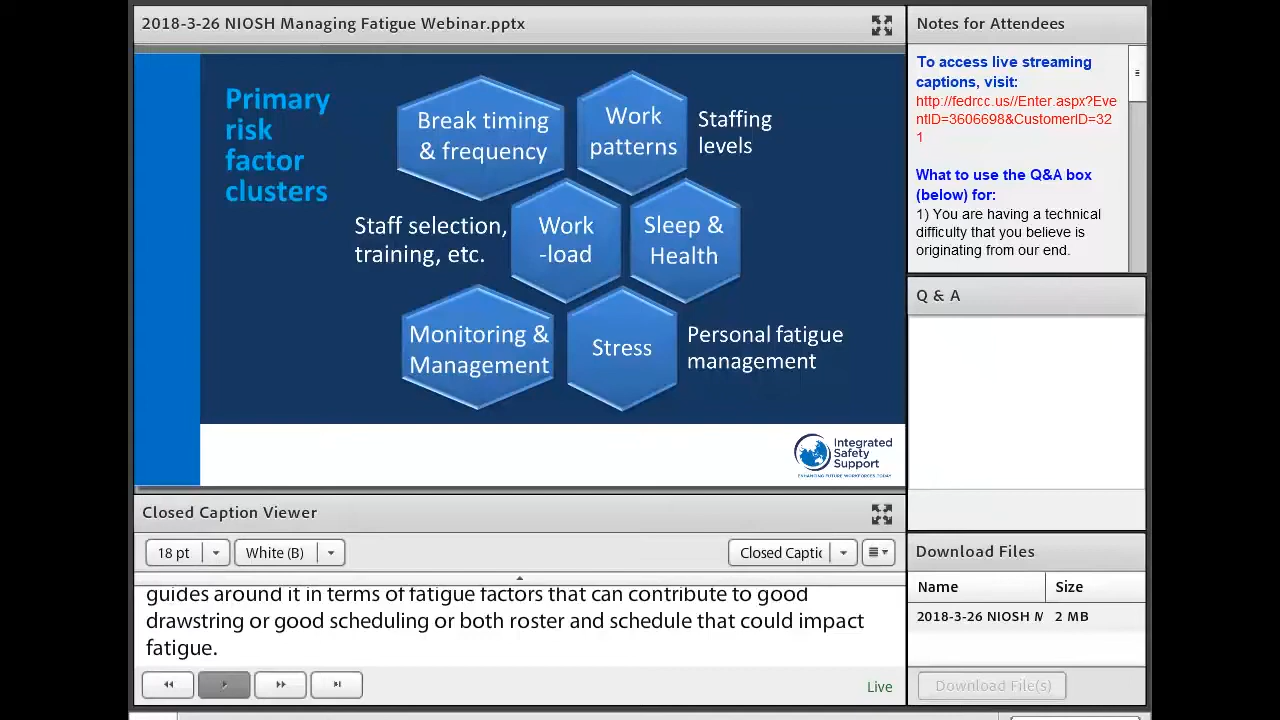 2018-3-26 NIOSH Managing Fatigue Webinar.pptx
Primary
risk
factor
clusters
Break timing
& frequency
Work
patterns
Staffing
levels
Staff selection,
training, etc.
Work
-load
Sleep &
Health
Monitoring &
Management
Stress
Personal fatigue
management
Integrated
Safety
Support
ENHANCING FUTURE WORKFORCES TODAY
Closed Caption Viewer
18 pt
White (B)
Closed Captic
guides around it in terms of fatigue factors that can contribute to good
drawstring or good scheduling or both roster and schedule that could impact
fatigue.
Live
Notes for Attendees
To access live streaming
captions, visit:
http://fedrcc.us//Enter.aspx?Eve
ntID=3606698&CustomerID=32
1
What to use the Q&A box
(below) for:
1) You are having a technical
difficulty that you believe is
originating from our end.
Q & A
Download Files
Name
Size
2018-3-26 NIOSH M
2 MB
Download File(s)